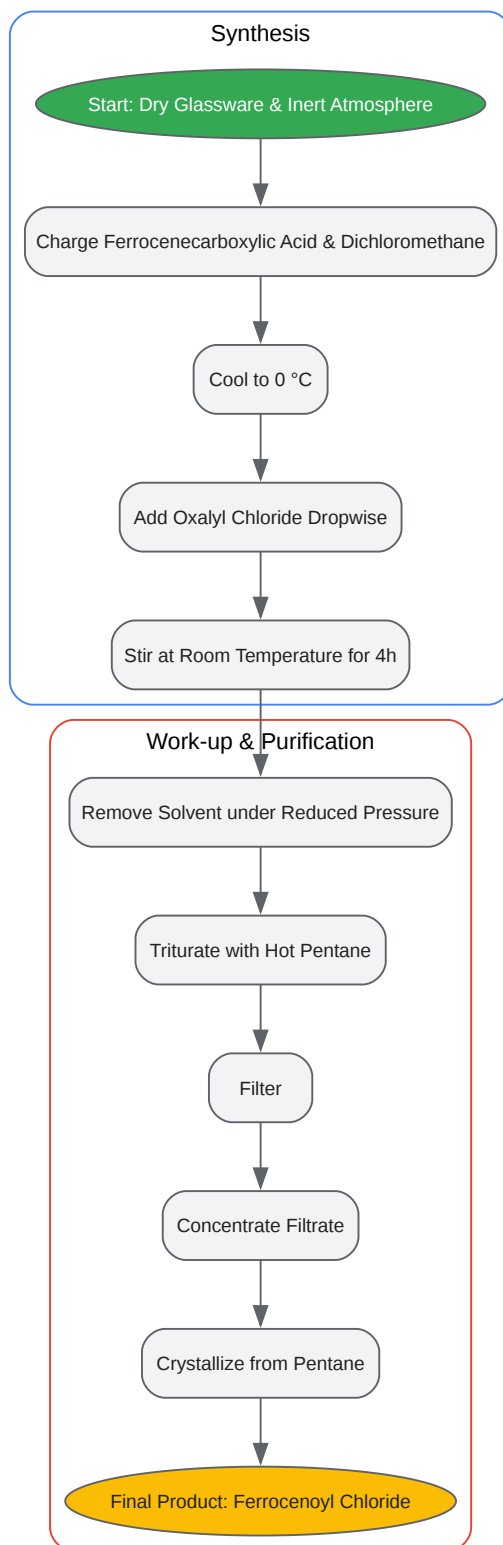 Synthesis
Start: Dry Glassware & Inert Atmosphere
Charge Ferrocenecarboxylic Acid & Dichloromethane
Cool to 0 °C
Add Oxalyl Chloride Dropwise
Stir at Room Temperature for 4h
Work-up & Purification
Remove Solvent under Reduced Pressure
Triturate with Hot Pentane
Filter
Concentrate Filtrate
Crystallize from Pentane
Final Product: Ferrocenoyl Chloride